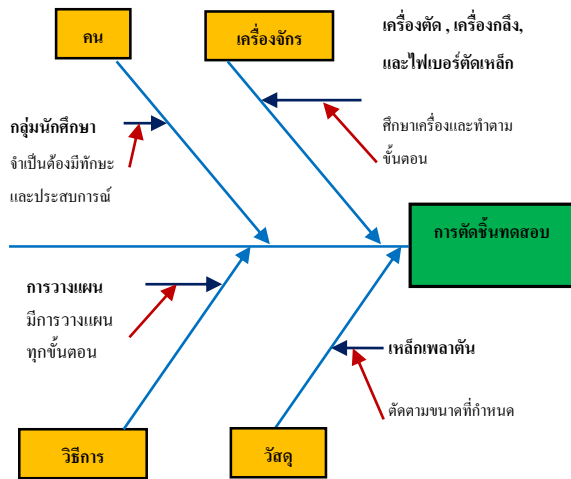 คน
เครื่องจักร
เครื่องตัด , เครื่องกลึง,
และไฟเบอร์ตัดเหล็ก
กลุ่มนักศึกษา
จำเป็นต้องมีทักษะ
และประสบการณ์
ศึกษาเครื่องและทำตาม
ขั้นตอน
การตัดชิ้นทดสอบ
การวางแผน
มีการวางแผน
ทุกขั้นตอน
เหล็กเพลาตัน
ตัดตามขนาดที่กำหนด
วิธีการ
วัสดุ